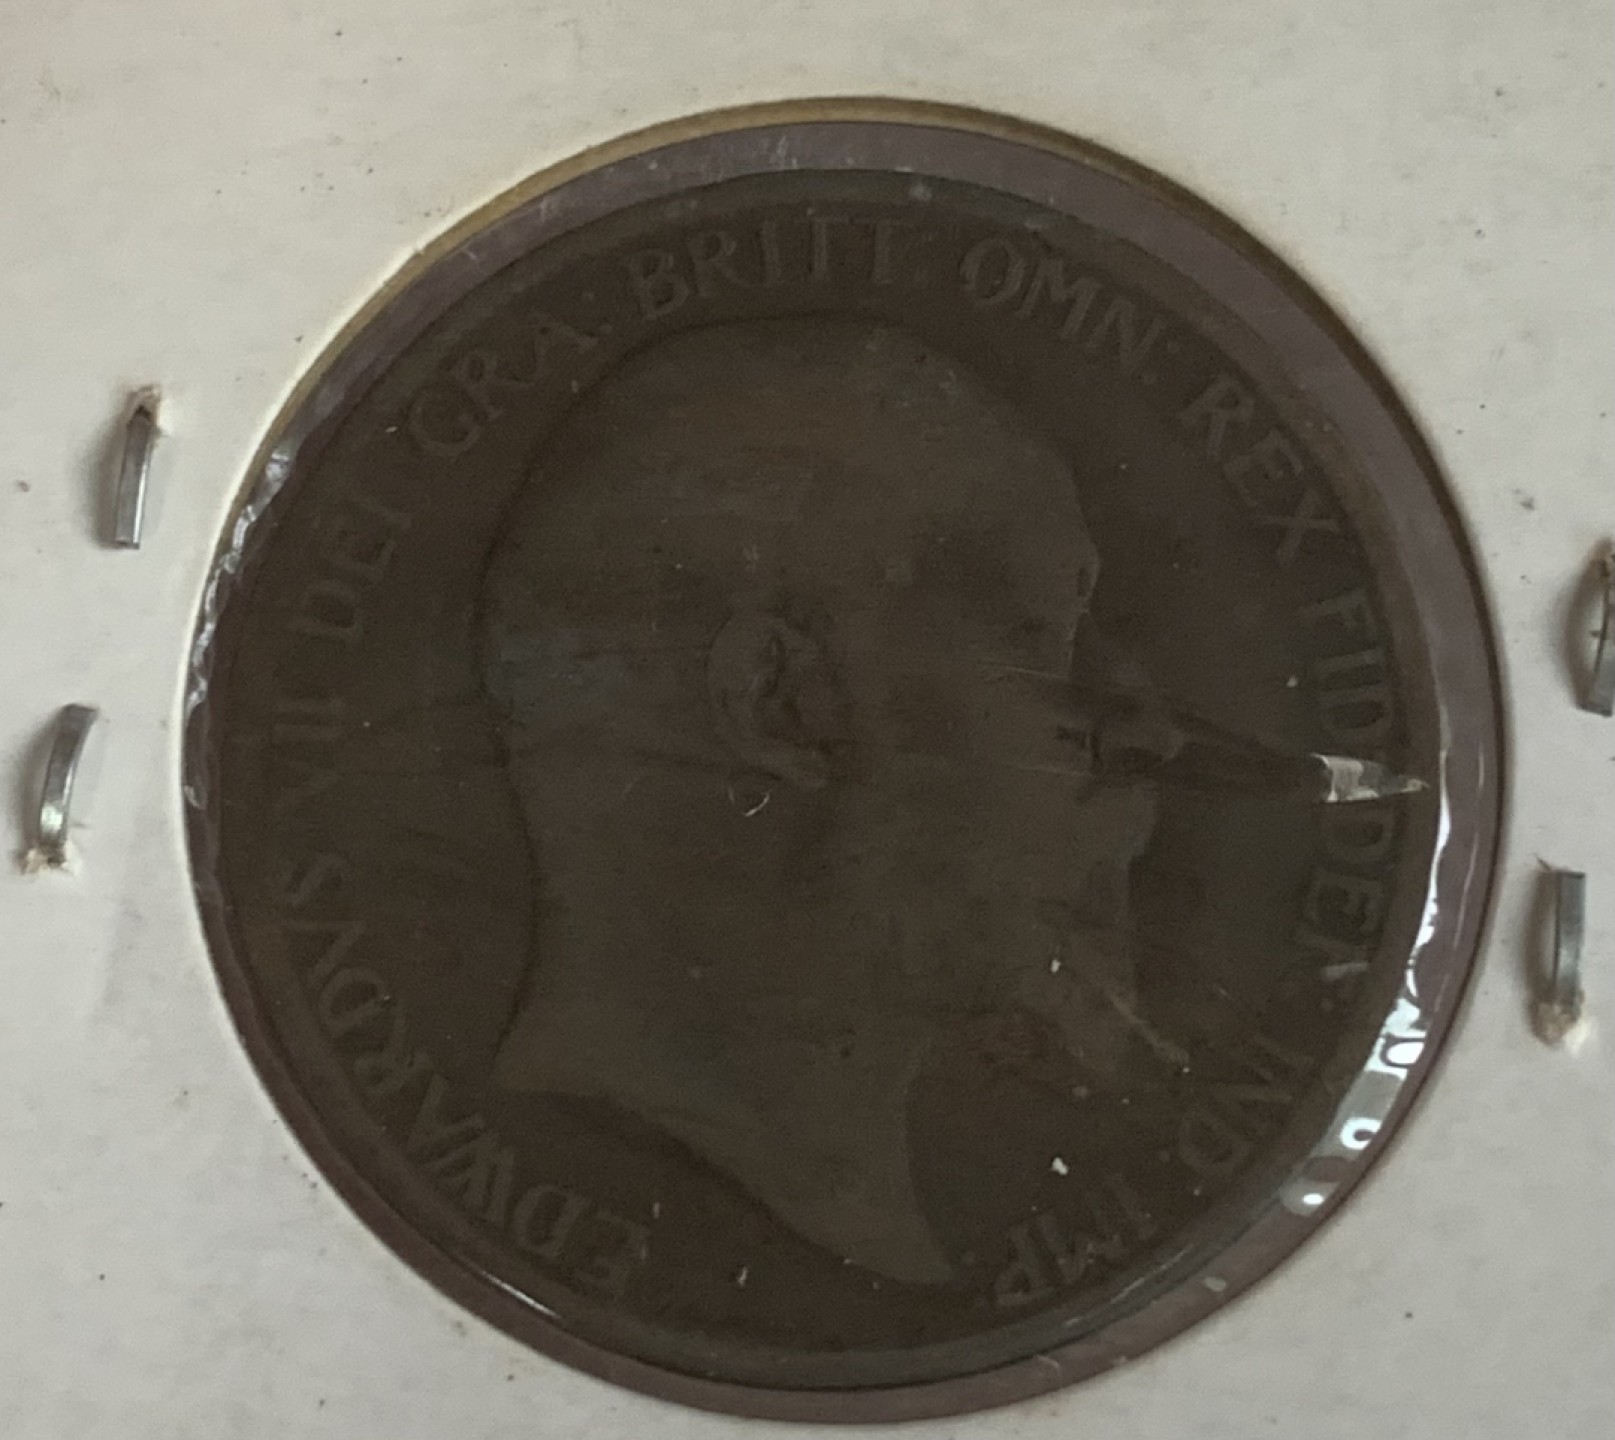 EDWARDVS VII DEI GRA: BRITT: OMN: REX FID: DEF: IND: IMP: